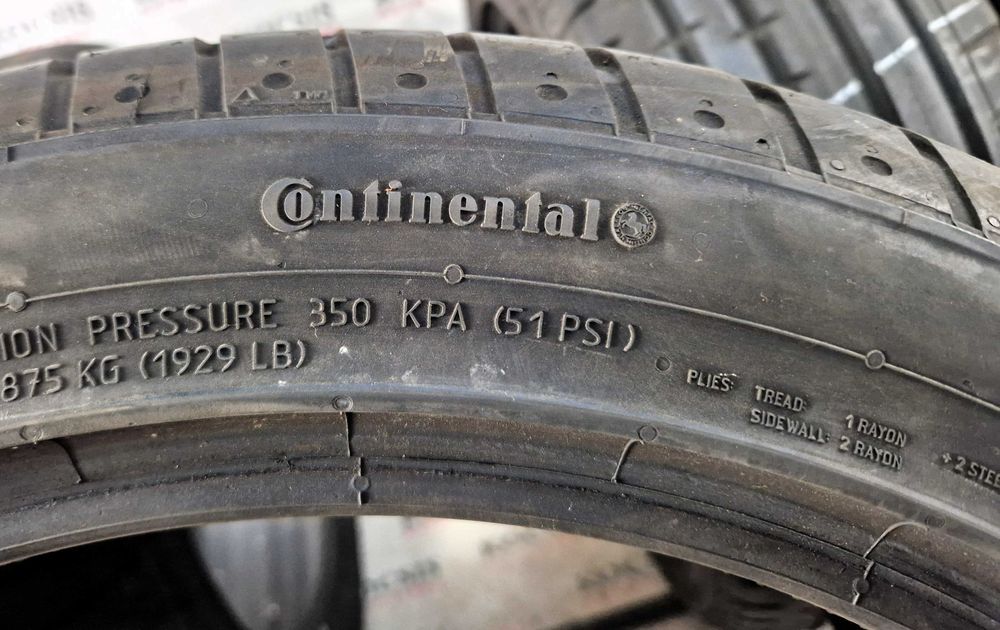 Continental
ION PRESSURE 350 KPA (51 PSI)
875 KG (1929 LB)
PLIES: TREAD: 1 RAYON + 2 STEE
SIDEWALL: 2 RAYON